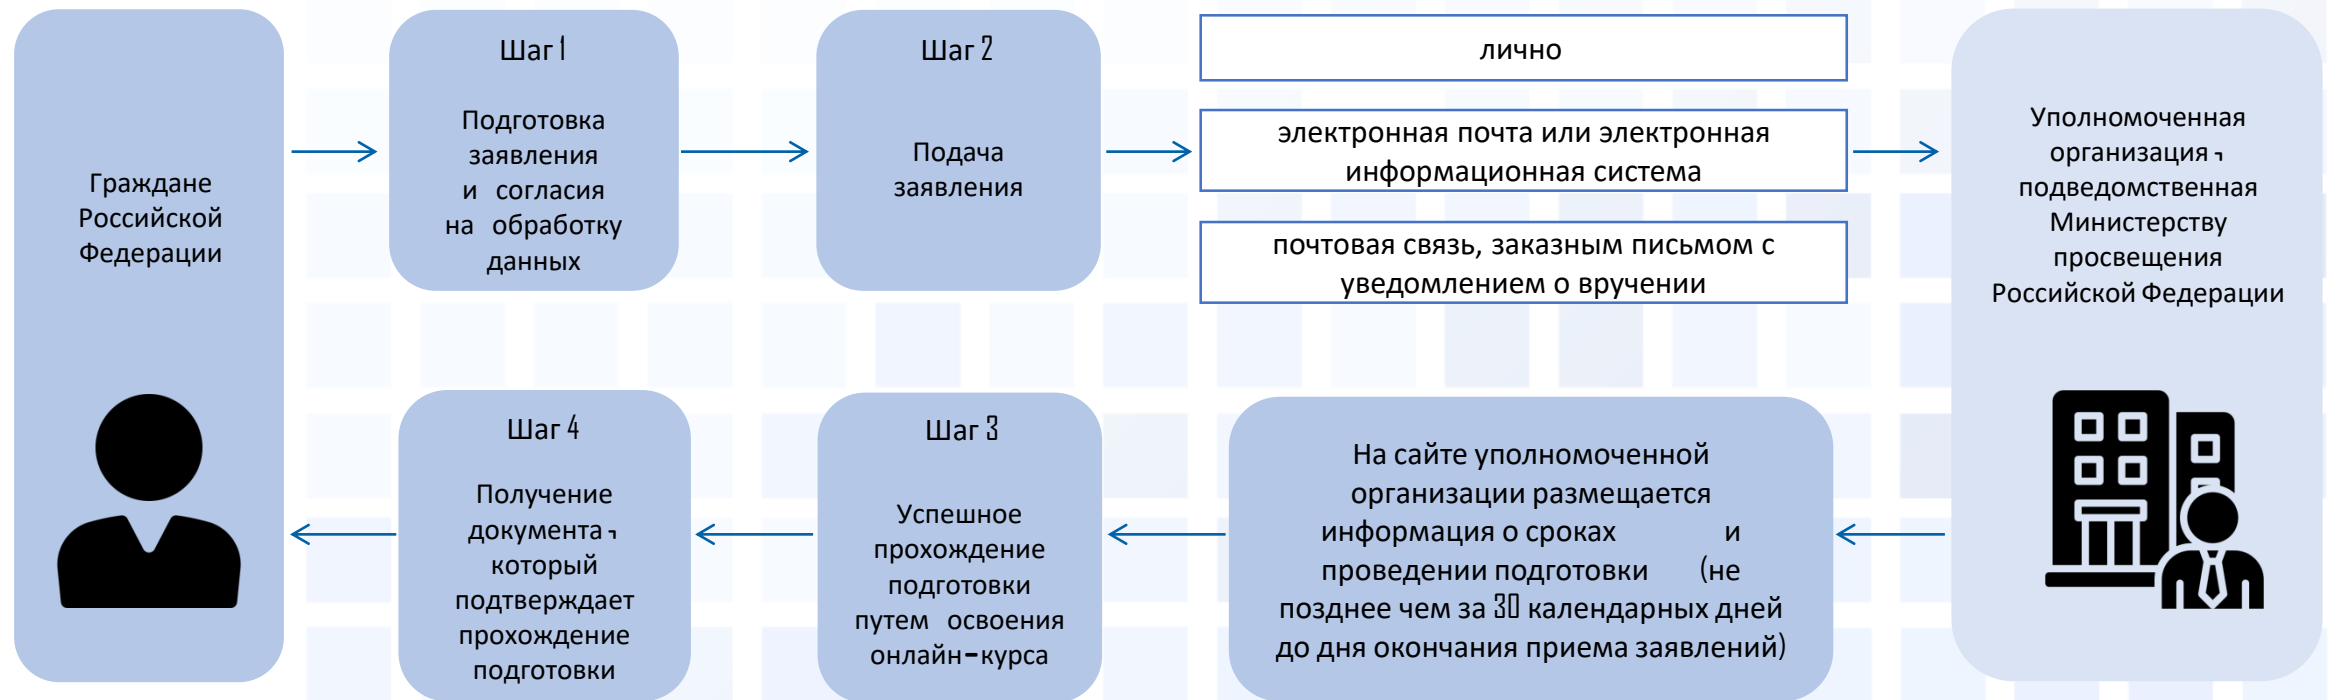 Граждане
Российской
Федерации
Шаг 1
Подготовка
заявления
и согласия
на обработку
данных
Шаг 2
Подача
заявления
лично
электронная почта или электронная
информационная система
почтовая связь, заказным письмом с
уведомлением о вручении
Уполномоченная
организация,
подведомственная
Министерству
просвещения
Российской Федерации
На сайте уполномоченной
организации размещается
информация о сроках и
проведении подготовки (не
позднее чем за 30 календарных дней
до дня окончания приема заявлений)
Шаг 3
Успешное
прохождение
подготовки
путем освоения
онлайн-курса
Шаг 4
Получение
документа,
который
подтверждает
прохождение
подготовки